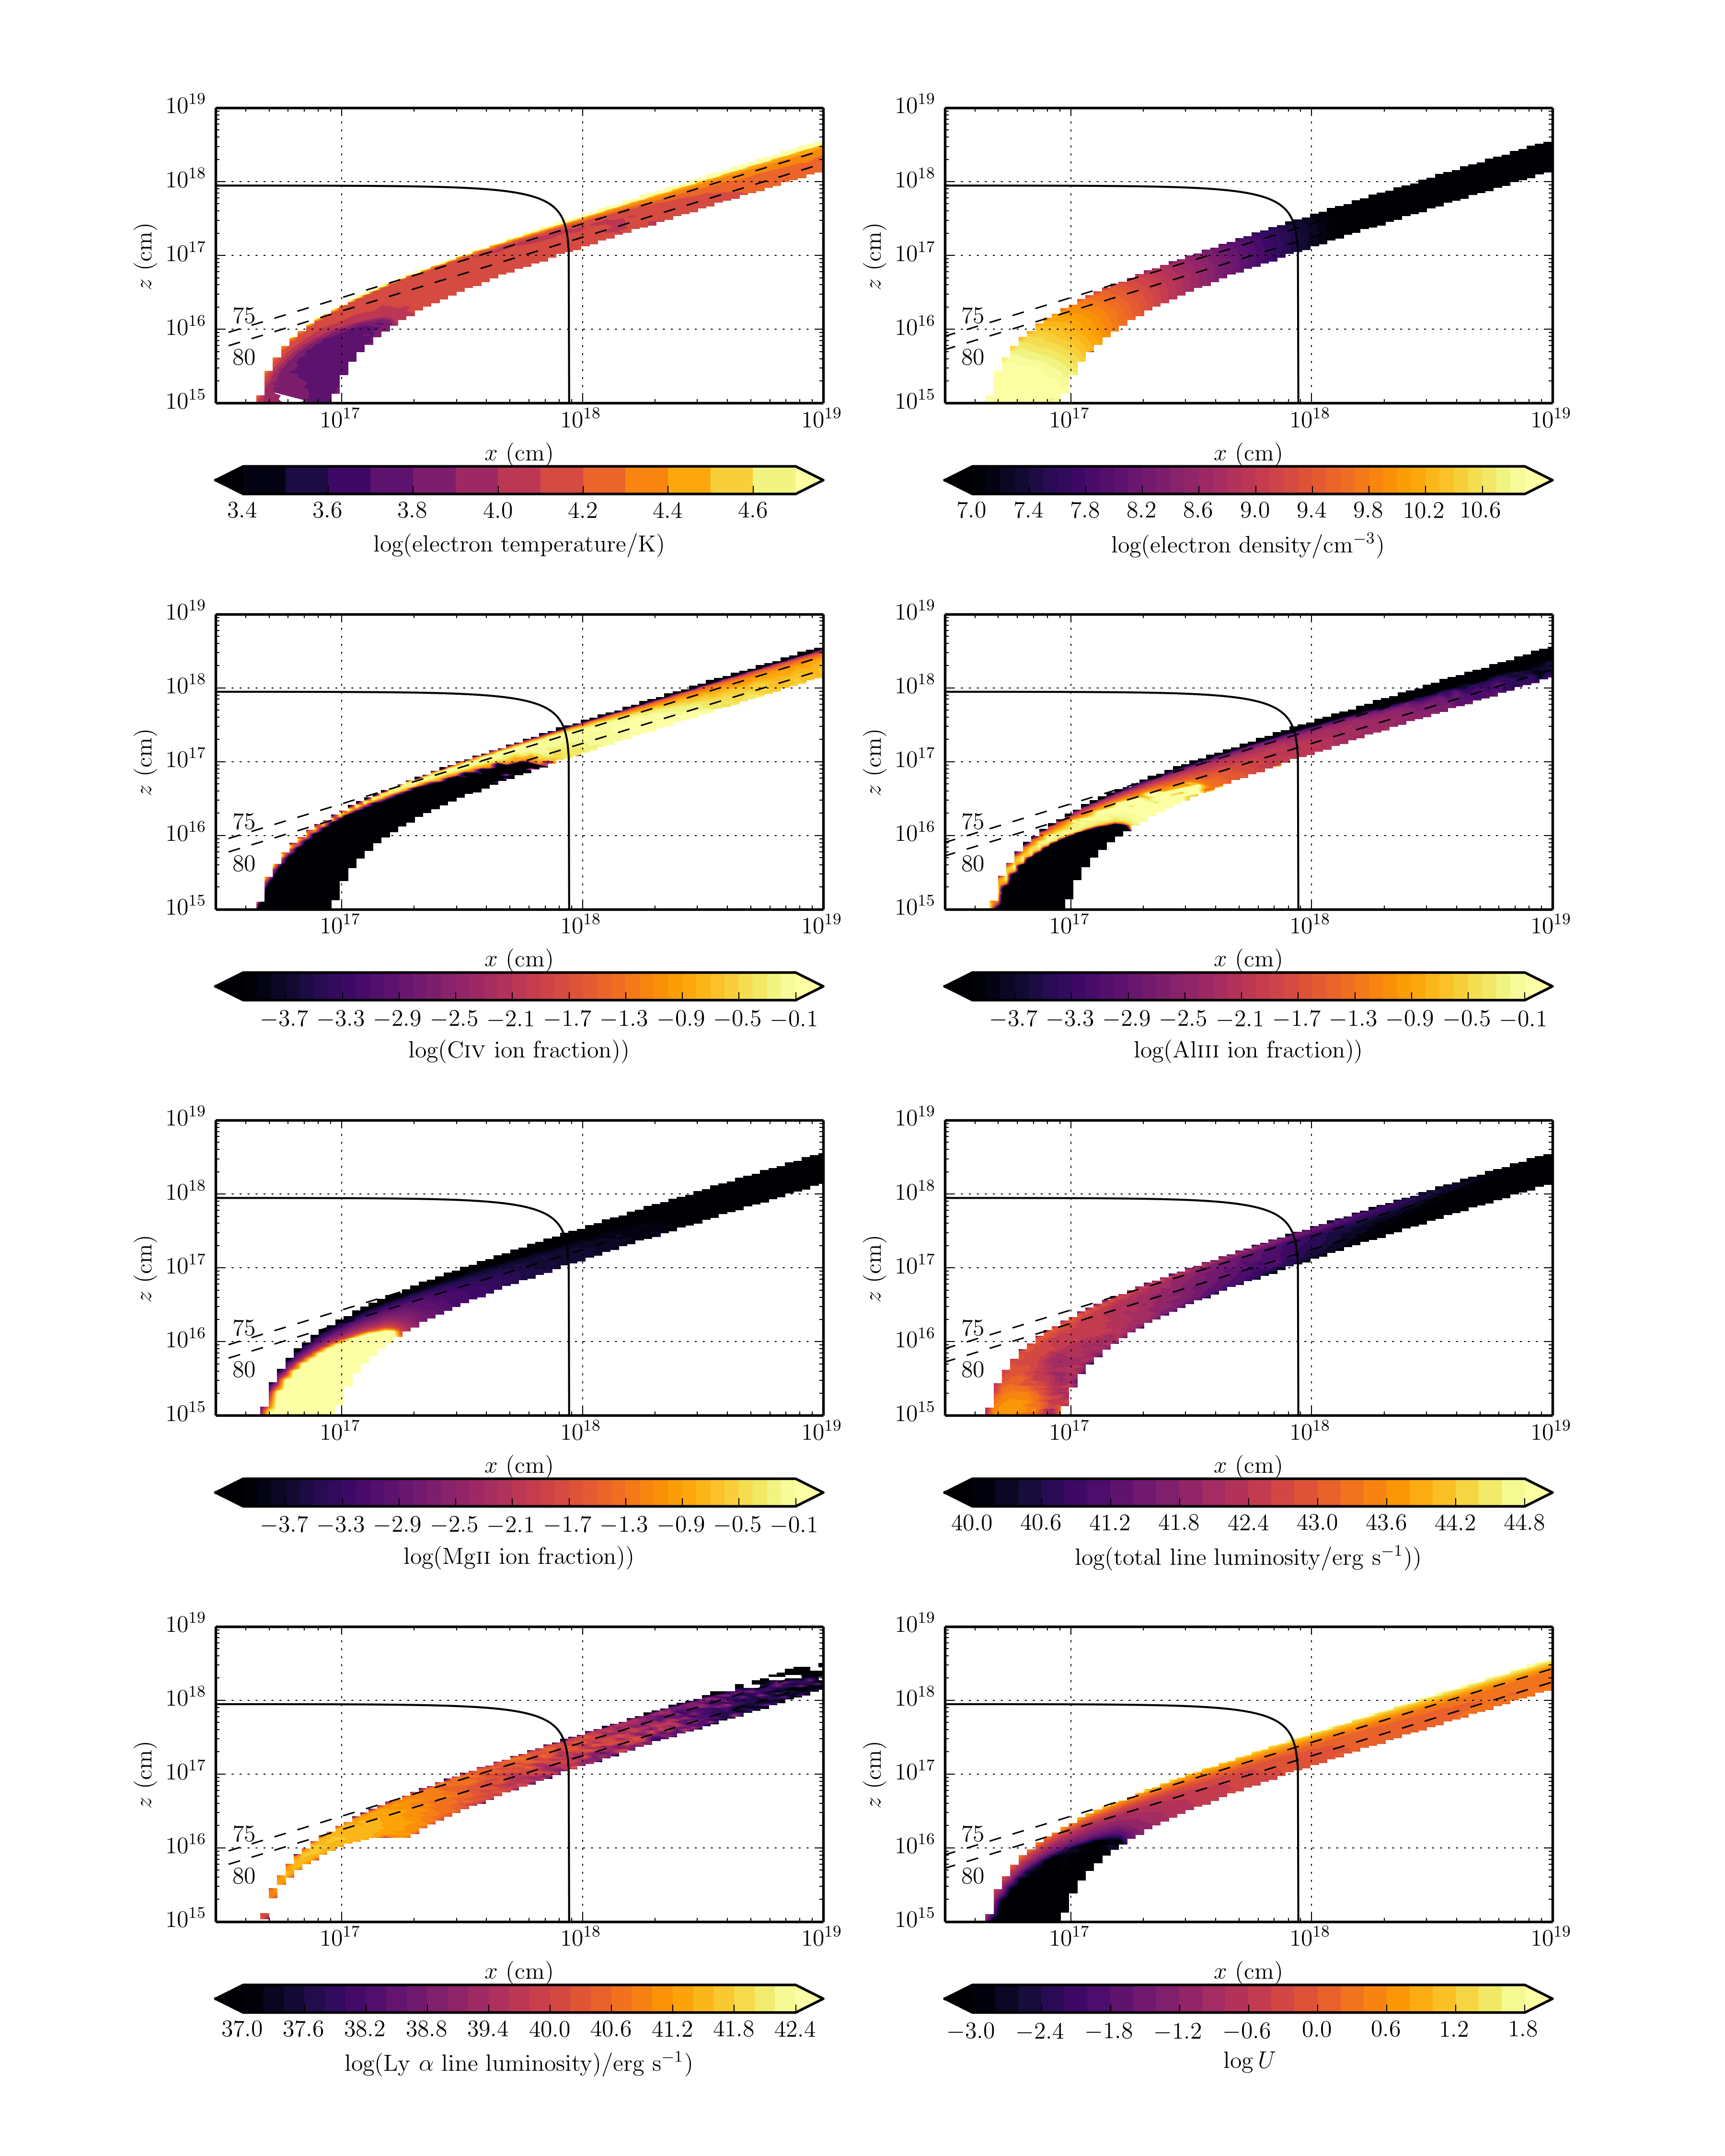 10^19 10^19
10^18 10^18
z (cm) z (cm)
10^17 10^17
75 75
10^16 10^16
80 80
10^15 10^15
10^17 10^18 10^19 10^17 10^18 10^19
x (cm) x (cm)
3.4 3.6 3.8 4.0 4.2 4.4 4.6 7.0 7.4 7.8 8.2 8.6 9.0 9.4 9.8 10.2 10.6
log(electron temperature/K) log(electron density/cm^−3)
10^19 10^19
10^18 10^18
z (cm) z (cm)
10^17 10^17
75 75
10^16 10^16
80 80
10^15 10^15
10^17 10^18 10^19 10^17 10^18 10^19
x (cm) x (cm)
−3.7 −3.3 −2.9 −2.5 −2.1 −1.7 −1.3 −0.9 −0.5 −0.1 −3.7 −3.3 −2.9 −2.5 −2.1 −1.7 −1.3 −0.9 −0.5 −0.1
log(CIV ion fraction)) log(AlIII ion fraction))
10^19 10^19
10^18 10^18
z (cm) z (cm)
10^17 10^17
75 75
10^16 10^16
80 80
10^15 10^15
10^17 10^18 10^19 10^17 10^18 10^19
x (cm) x (cm)
−3.7 −3.3 −2.9 −2.5 −2.1 −1.7 −1.3 −0.9 −0.5 −0.1 40.0 40.6 41.2 41.8 42.4 43.0 43.6 44.2 44.8
log(MgII ion fraction)) log(total line luminosity/erg s^−1))
10^19 10^19
10^18 10^18
z (cm) z (cm)
10^17 10^17
75 75
10^16 10^16
80 80
10^15 10^15
10^17 10^18 10^19 10^17 10^18 10^19
x (cm) x (cm)
37.0 37.6 38.2 38.8 39.4 40.0 40.6 41.2 41.8 42.4 −3.0 −2.4 −1.8 −1.2 −0.6 0.0 0.6 1.2 1.8
log(Ly α line luminosity)/erg s^−1) log U